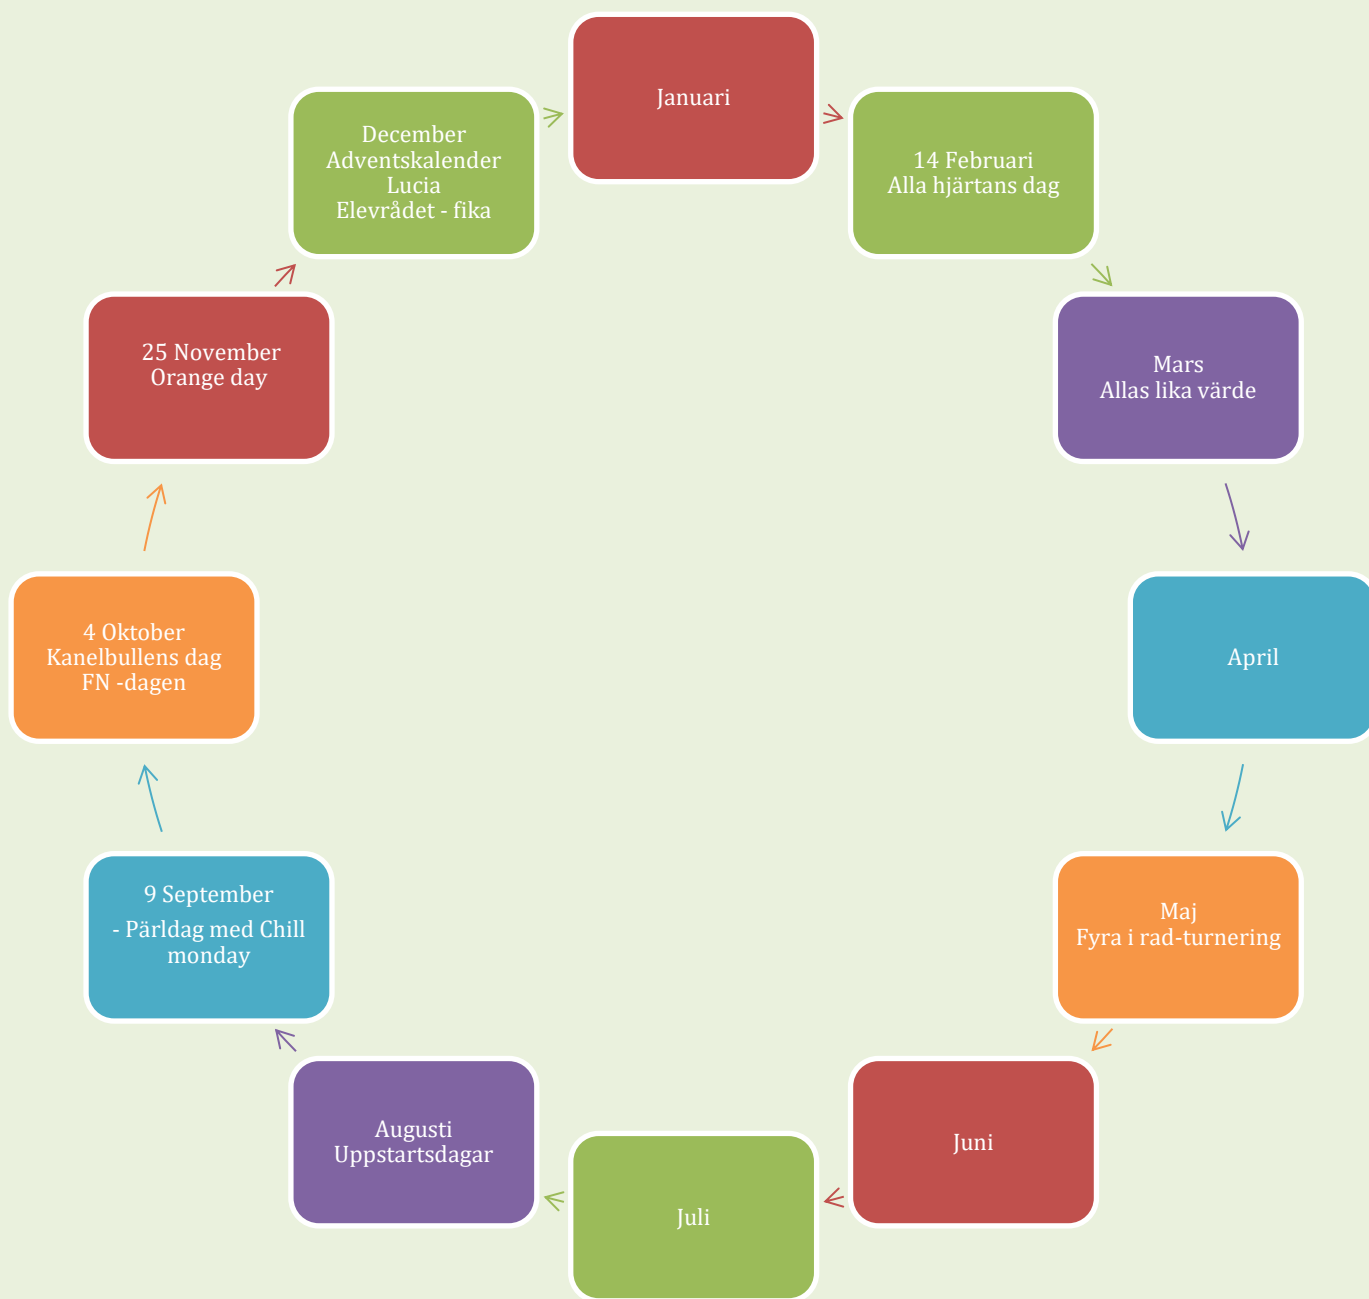 Januari
14 Februari
Alla hjärtans dag
Mars
Allas lika värde
April
Maj
Fyra i rad-turnering
Juni
Juli
Augusti
Uppstartsdagar
9 September
- Pärldag med Chill
monday
4 Oktober
Kanelbullens dag
FN -dagen
25 November
Orange day
December
Adventskalender
Lucia
Elevrådet - fika